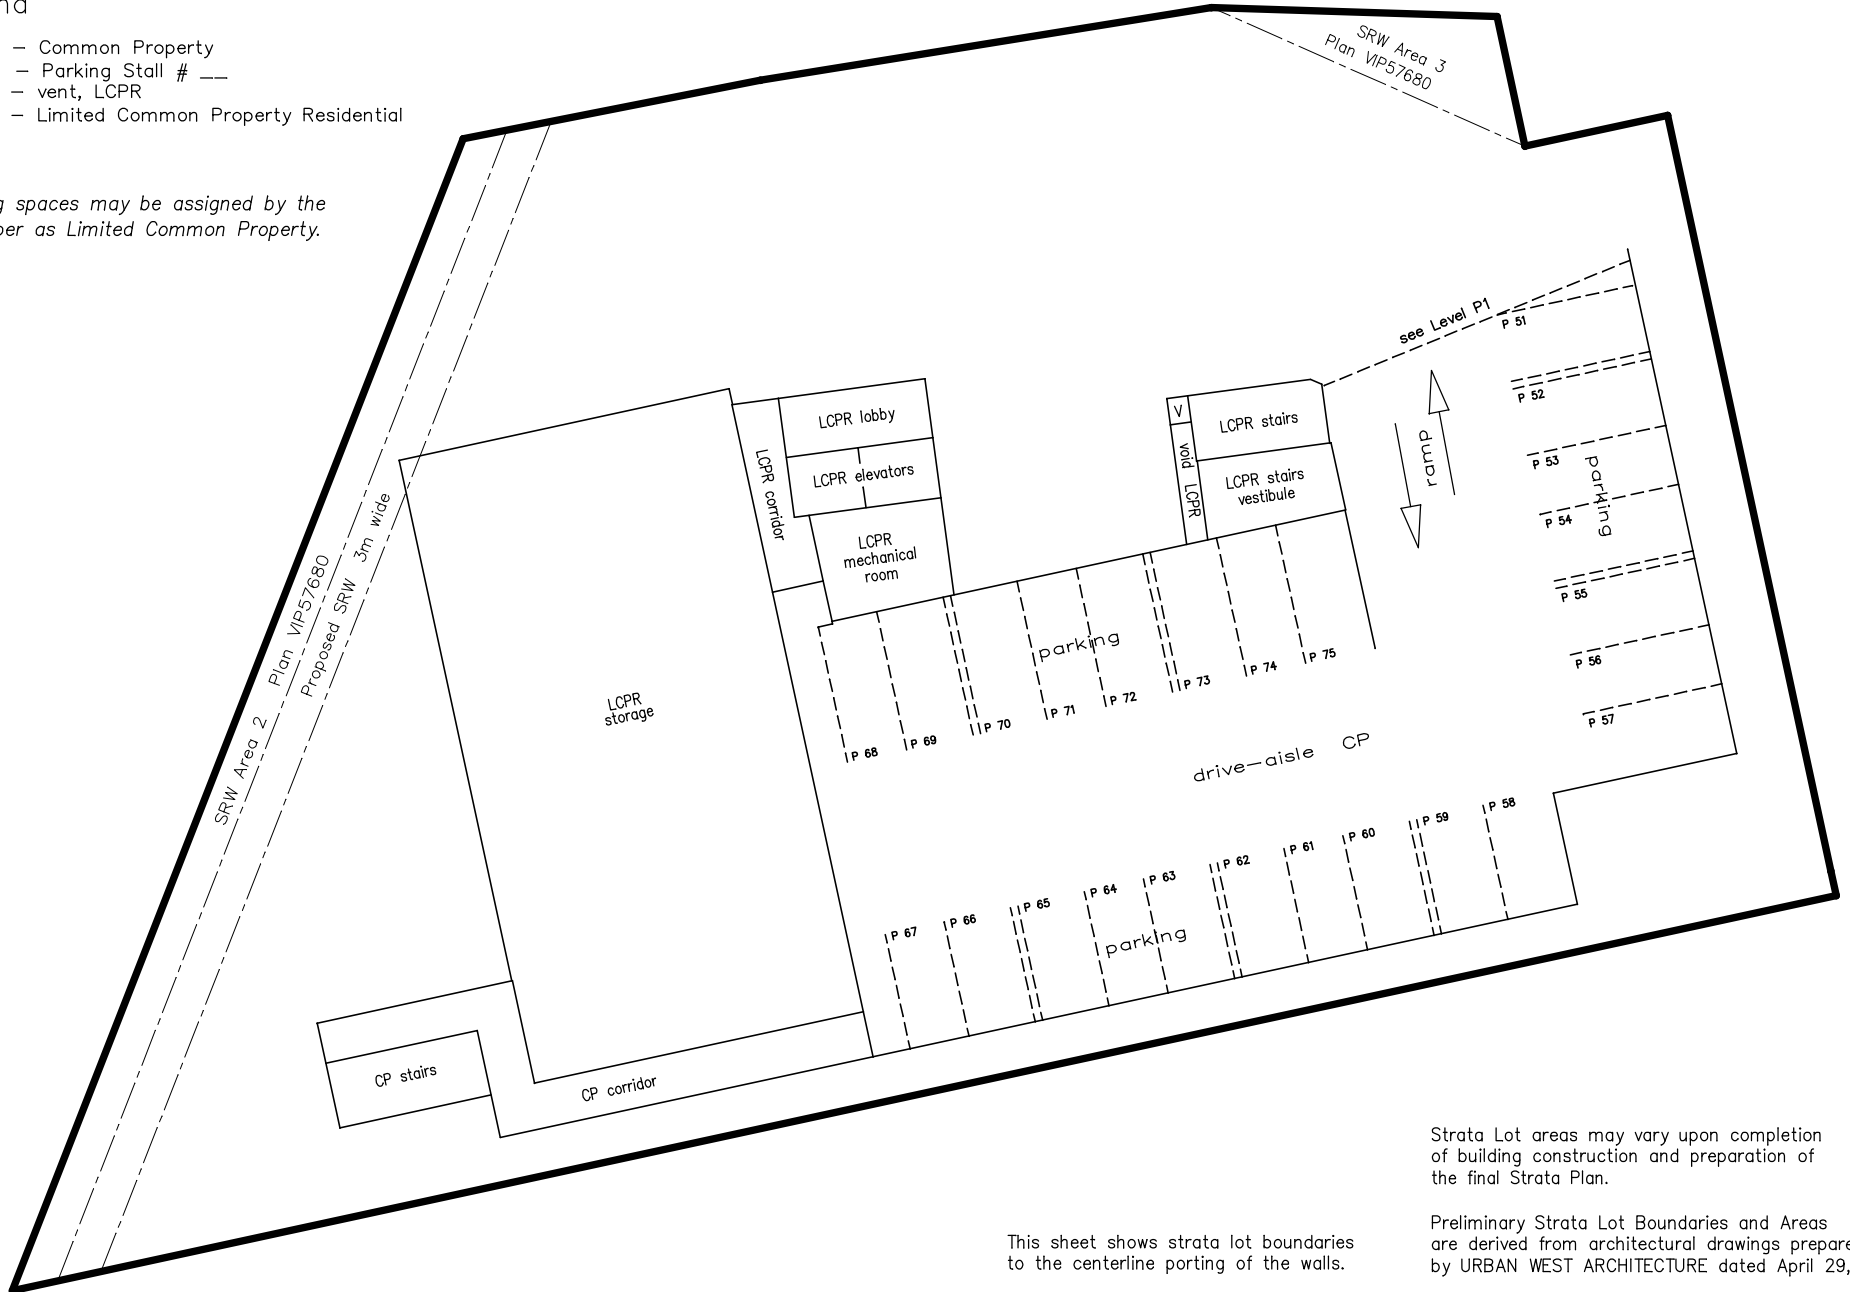 – Common Property
– Parking Stall # __
– vent, LCPR
– Limited Common Property Residential
spaces may be assigned by the
as Limited Common Property.
SRW Area 3
Plan VIP57680
SRW Area 2 Plan VIP57680
Proposed SRW 3m wide
see Level P1
P 51
P 52
P 53
P 54
P 55
P 56
P 57
parking
ramp
LCPR lobby
LCPR elevators
LCPR corridor
LCPR
mechanical
room
V
void LCPR
LCPR stairs
LCPR stairs
vestibule
LCPR
storage
parking
P 68
P 69
P 70
P 71
P 72
P 73
P 74
P 75
drive-aisle CP
P 67
P 66
P 65
P 64
P 63
P 62
P 61
P 60
P 59
P 58
parking
CP stairs
CP corridor
This sheet shows strata lot boundaries
to the centerline porting of the walls.
Strata Lot areas may vary upon completion
of building construction and preparation of
the final Strata Plan.
Preliminary Strata Lot Boundaries and Areas
are derived from architectural drawings prepare
by URBAN WEST ARCHITECTURE dated April 29,